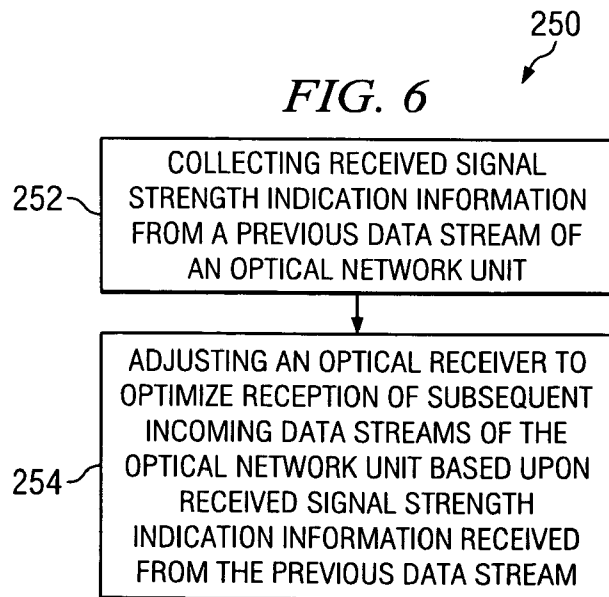 250
FIG. 6
252
COLLECTING RECEIVED SIGNAL
STRENGTH INDICATION INFORMATION
FROM A PREVIOUS DATA STREAM OF
AN OPTICAL NETWORK UNIT
254
ADJUSTING AN OPTICAL RECEIVER TO
OPTIMIZE RECEPTION OF SUBSEQUENT
INCOMING DATA STREAMS OF THE
OPTICAL NETWORK UNIT BASED UPON
RECEIVED SIGNAL STRENGTH
INDICATION INFORMATION RECEIVED
FROM THE PREVIOUS DATA STREAM